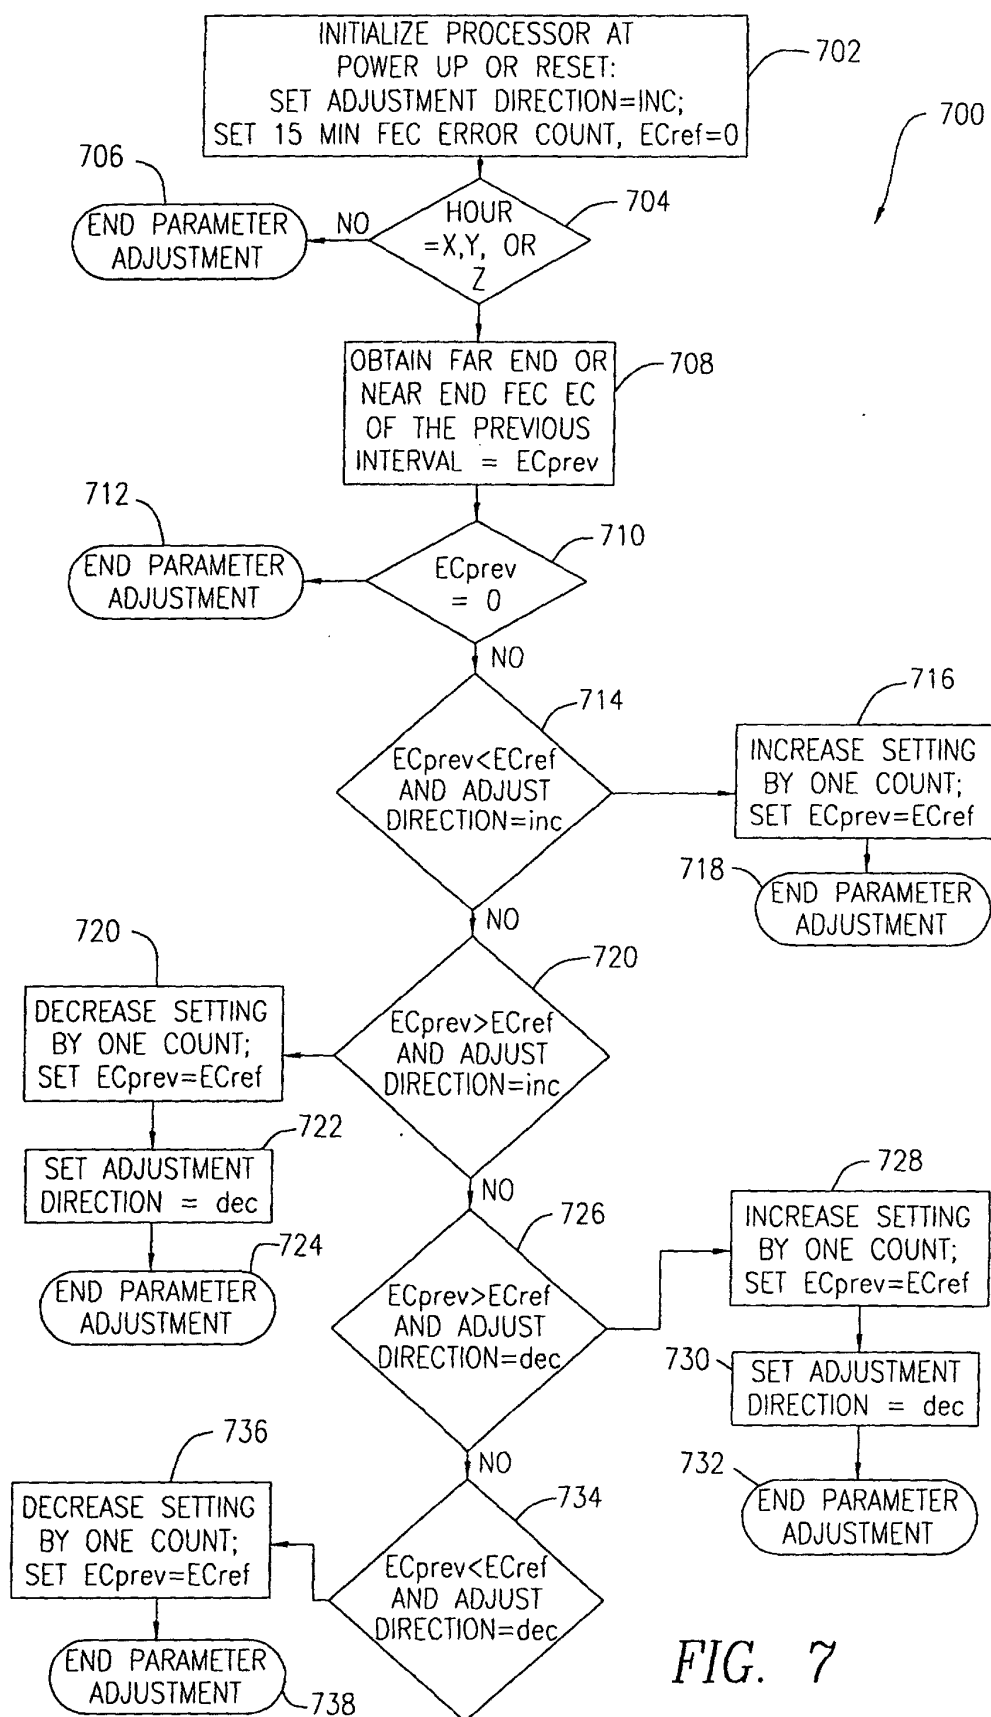 INITIALIZE PROCESSOR AT
POWER UP OR RESET:
SET ADJUSTMENT DIRECTION=INC;
SET 15 MIN FEC ERROR COUNT, ECref=0
702
700
706
END PARAMETER
ADJUSTMENT
NO
HOUR
=X,Y, OR
Z
704
OBTAIN FAR END OR
NEAR END FEC EC
OF THE PREVIOUS
INTERVAL = ECprev
708
712
END PARAMETER
ADJUSTMENT
ECprev
= 0
710
NO
ECprev<ECref
AND ADJUST
DIRECTION=inc
714
716
INCREASE SETTING
BY ONE COUNT;
SET ECprev=ECref
718
END PARAMETER
ADJUSTMENT
NO
720
DECREASE SETTING
BY ONE COUNT;
SET ECprev=ECref
ECprev>ECref
AND ADJUST
DIRECTION=inc
720
722
SET ADJUSTMENT
DIRECTION = dec
724
END PARAMETER
ADJUSTMENT
NO
ECprev>ECref
AND ADJUST
DIRECTION=dec
726
728
INCREASE SETTING
BY ONE COUNT;
SET ECprev=ECref
730
SET ADJUSTMENT
DIRECTION = dec
732
END PARAMETER
ADJUSTMENT
NO
736
DECREASE SETTING
BY ONE COUNT;
SET ECprev=ECref
ECprev<ECref
AND ADJUST
DIRECTION=dec
734
END PARAMETER
ADJUSTMENT
738
FIG. 7